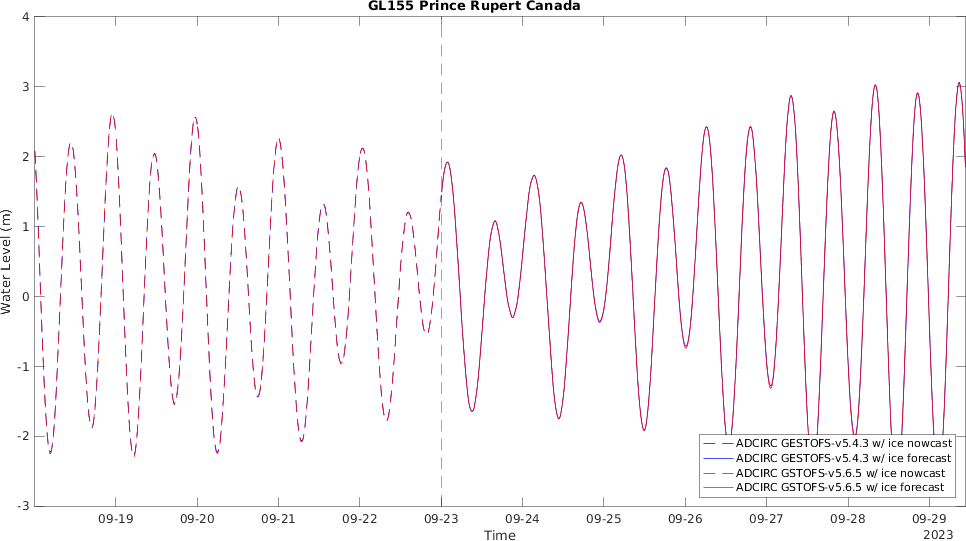 GL155 Prince Rupert Canada
4
3
2
1
0
-1
-2
-3
Water Level (m)
ADCIRC GESTOFS-v5.4.3 w/ ice nowcast
ADCIRC GESTOFS-v5.4.3 w/ ice forecast
ADCIRC GSTOFS-v5.6.5 w/ ice nowcast
ADCIRC GSTOFS-v5.6.5 w/ ice forecast
09-19 09-20 09-21 09-22 09-23 09-24 09-25 09-26 09-27 09-28 09-29
Time 2023